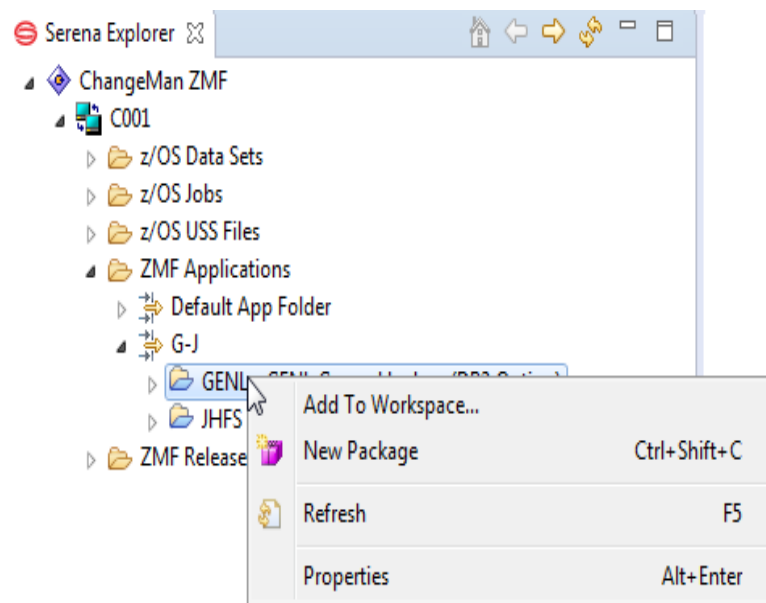 Serena Explorer
ChangeMan ZMF
C001
z/OS Data Sets
z/OS Jobs
z/OS USS Files
ZMF Applications
Default App Folder
G-J
GENL
JHFS
ZMF Release
Add To Workspace...
New Package Ctrl+Shift+C
Refresh F5
Properties Alt+Enter